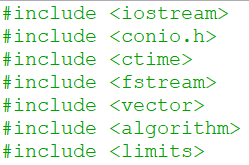 #include <iostream>
#include <conio.h>
#include <ctime>
#include <fstream>
#include <vector>
#include <algorithm>
#include <limits>